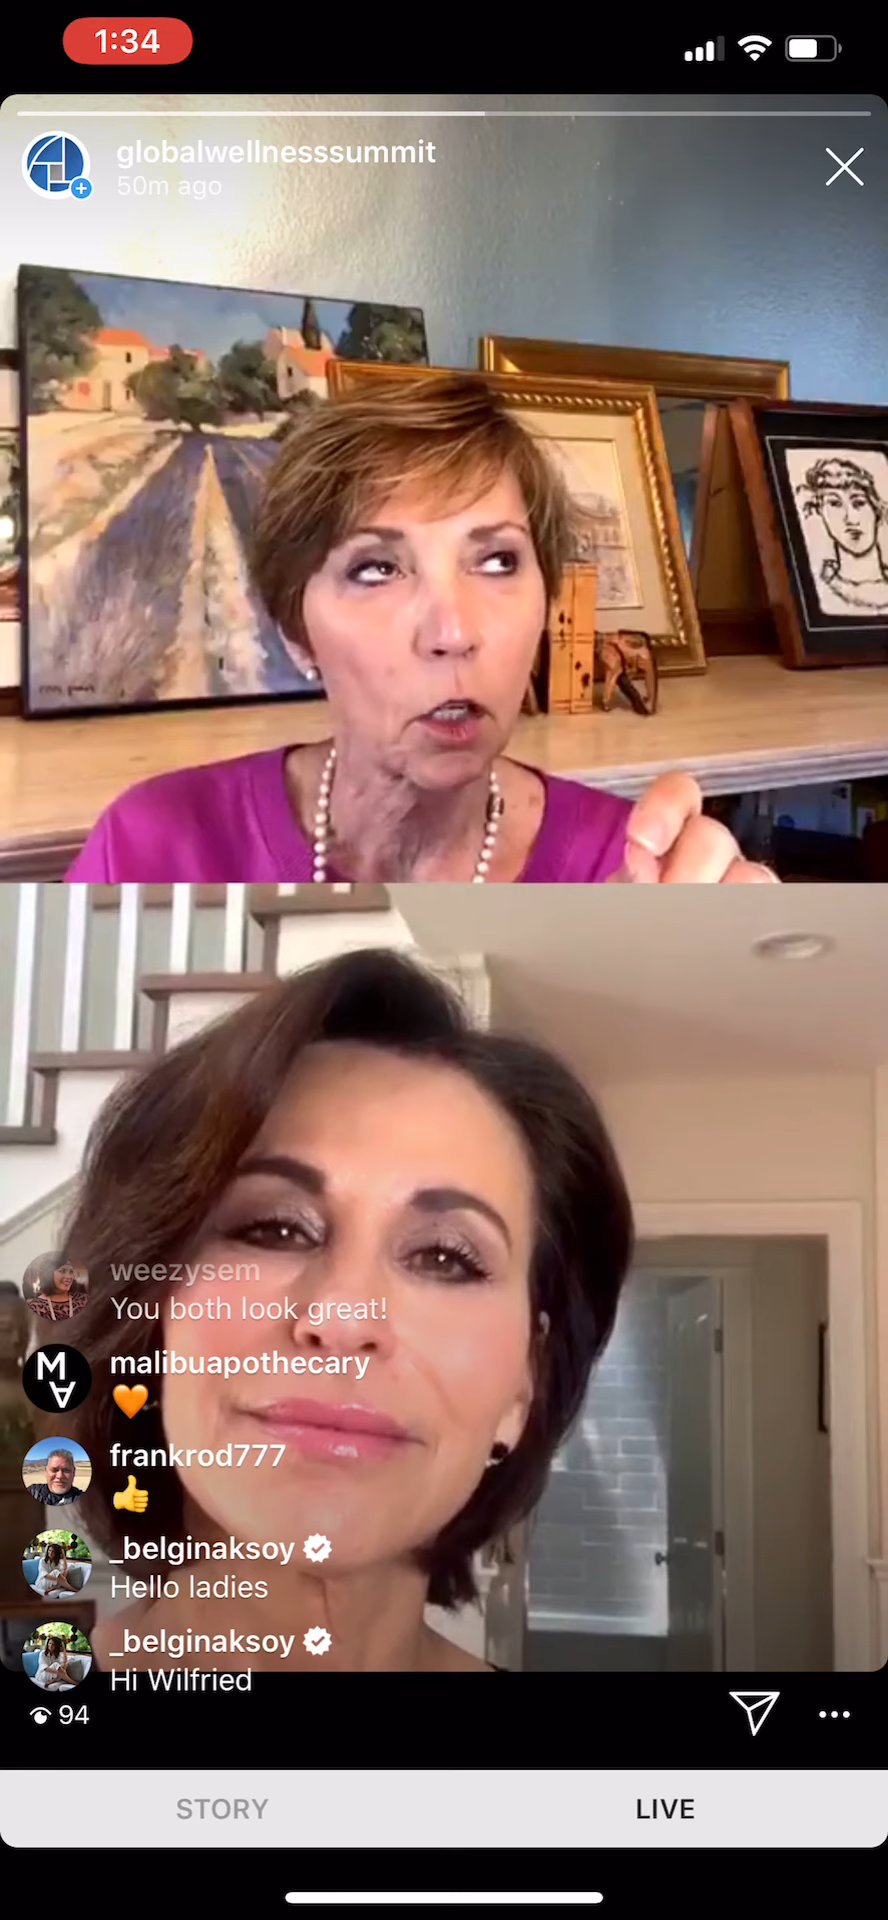 1:34
globalwellnesssummit
50m ago
weezysem
You both look great!
malibuapothecary
frankrod777
_belginaksoy
Hello ladies
_belginaksoy
Hi Wilfried
94
STORY
LIVE